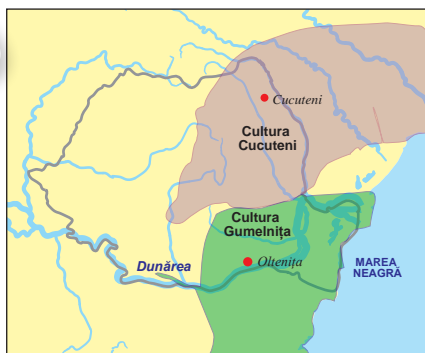 Cucuteni
Cultura
Cucuteni
Cultura
Gumelnița
Dunărea
Oltenița
MAREA
NEAGRĂ